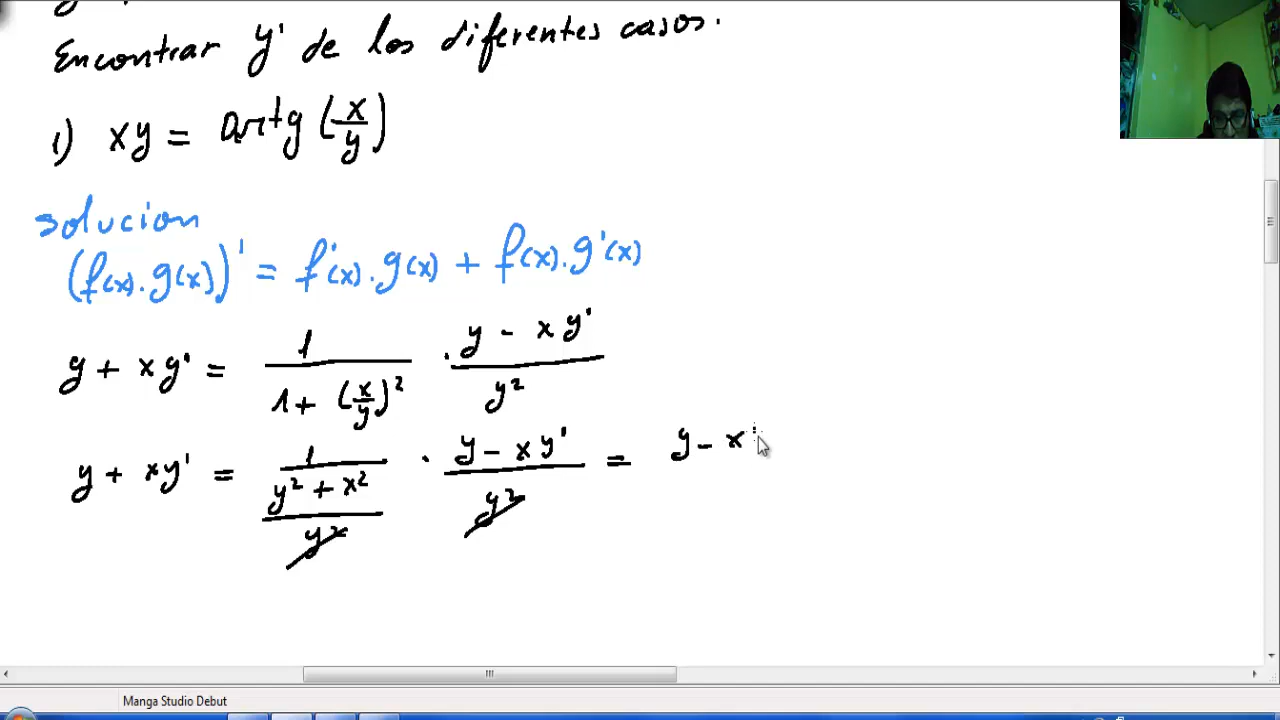 Encontrar y' de los diferentes casos.
1) xy = artg (x/y)
solucion
(f(x).g(x))' = f'(x).g(x) + f(x).g'(x)
y + xy' = 1/(1+ (x/y)²) · (y - xy')/y²
y + xy' = 1/((y² + x²)/y²) · (y - xy')/y² = y - x
Manga Studio Debut